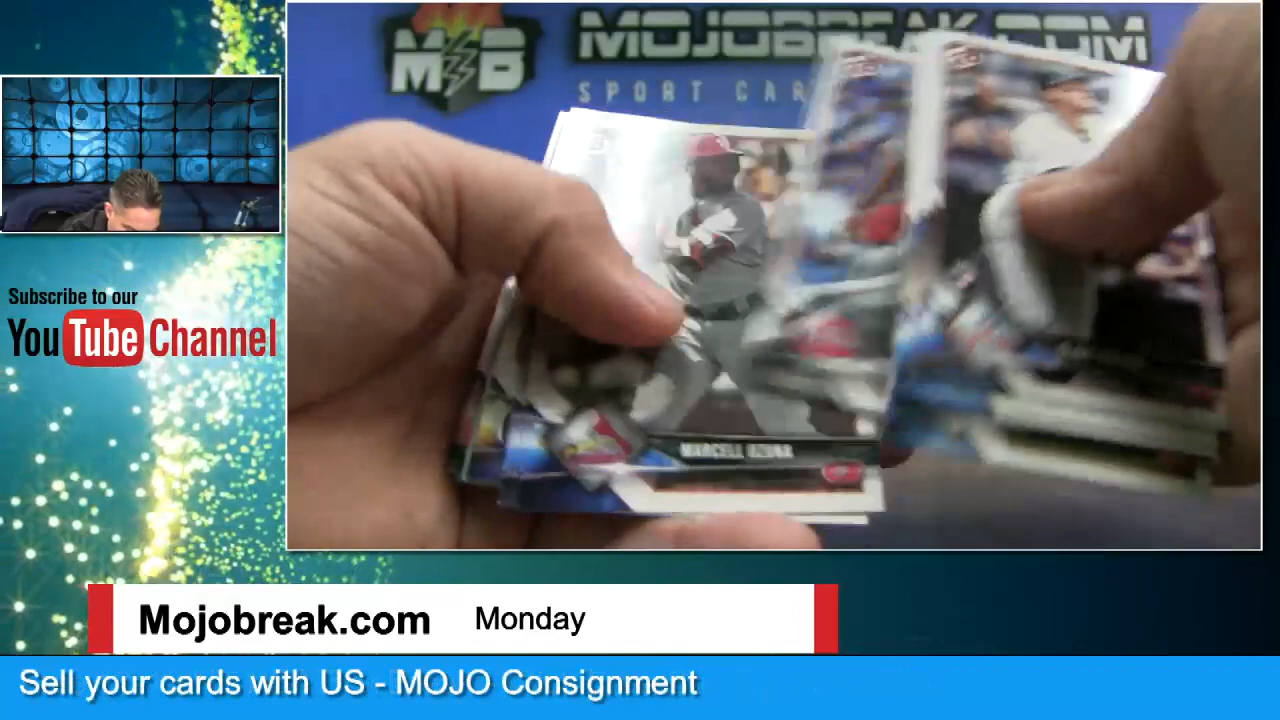 MB
MOJOBREAK.COM
SPORT CAR
Subscribe to our
YouTube Channel
MARCELL OZUNA
Mojobreak.com Monday
Sell your cards with US - MOJO Consignment